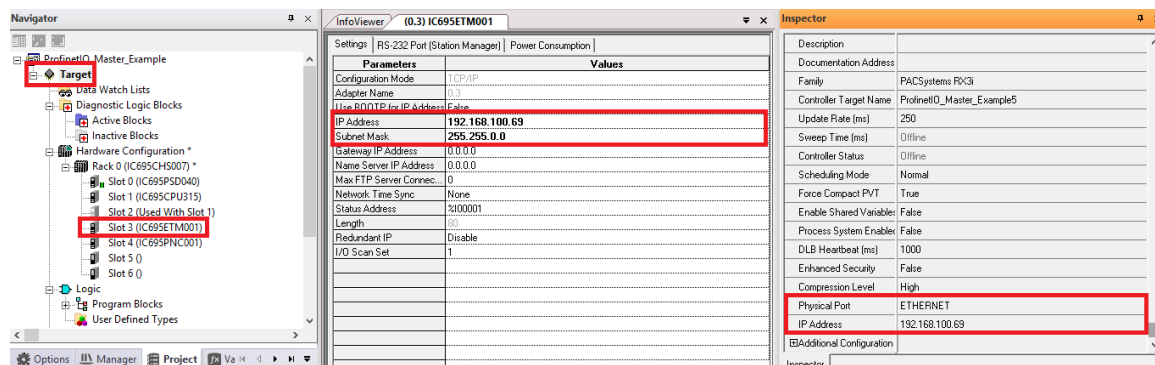 Navigator
ProfinetIO_Master_Example
Target
Data Watch Lists
Diagnostic Logic Blocks
Active Blocks
Inactive Blocks
Hardware Configuration *
Rack 0 (IC695CHS007) *
Slot 0 (IC695PSD040)
Slot 1 (IC695CPU315)
Slot 2 (Used With Slot 1)
Slot 3 (IC695ETM001)
Slot 4 (IC695PNC001)
Slot 5 ()
Slot 6 ()
Logic
Program Blocks
User Defined Types
Options Manager Project Va
InfoViewer (0.3) IC695ETM001
Settings RS-232 Port (Station Manager) Power Consumption
Parameters Values
Configuration Mode TCP/IP
Adapter Name 0.3
Use BOOTP for IP Address False
IP Address 192.168.100.69
Subnet Mask 255.255.0.0
Gateway IP Address 0.0.0.0
Name Server IP Address 0.0.0.0
Max FTP Server Connec... 0
Network Time Sync None
Status Address %I00001
Length 80
Redundant IP Disable
I/O Scan Set 1
Inspector
Description
Documentation Address
Family PACSystems RX3i
Controller Target Name ProfinetIO_Master_Example5
Update Rate (ms) 250
Sweep Time (ms) Offline
Controller Status Offline
Scheduling Mode Normal
Force Compact PVT True
Enable Shared Variables False
Process System Enabled False
DLB Heartbeat (ms) 1000
Enhanced Security False
Compression Level High
Physical Port ETHERNET
IP Address 192.168.100.69
Additional Configuration
Inspector